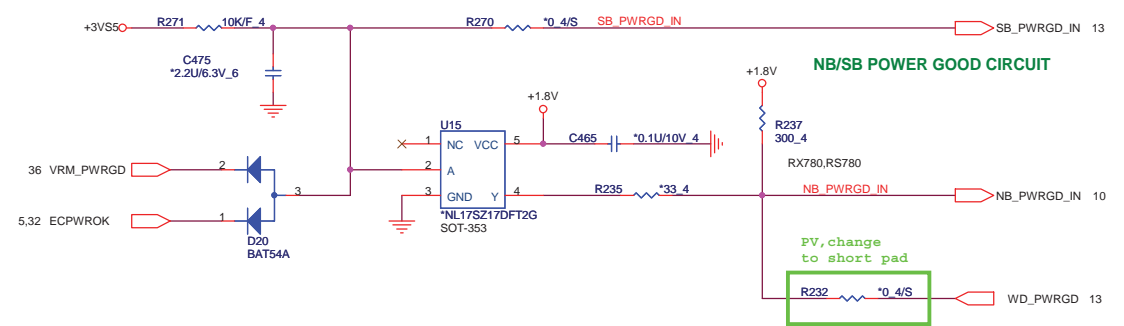 +3VS5 R271 10K/F_4 R270 *0_4/S SB_PWRGD_IN SB_PWRGD_IN 13
C475
*2.2U/6.3V_6
NB/SB POWER GOOD CIRCUIT
+1.8V
+1.8V
U15
R237
300_4
1 NC VCC 5 C465 *0.1U/10V_4
RX780,RS780
36 VRM_PWRGD 2
2 A
3
3 GND Y 4 R235 *33_4 NB_PWRGD_IN NB_PWRGD_IN 10
*NL17SZ17DFT2G
SOT-353
5,32 ECPWROK 1
D20
BAT54A
PV,change
to short pad
R232 *0_4/S WD_PWRGD 13